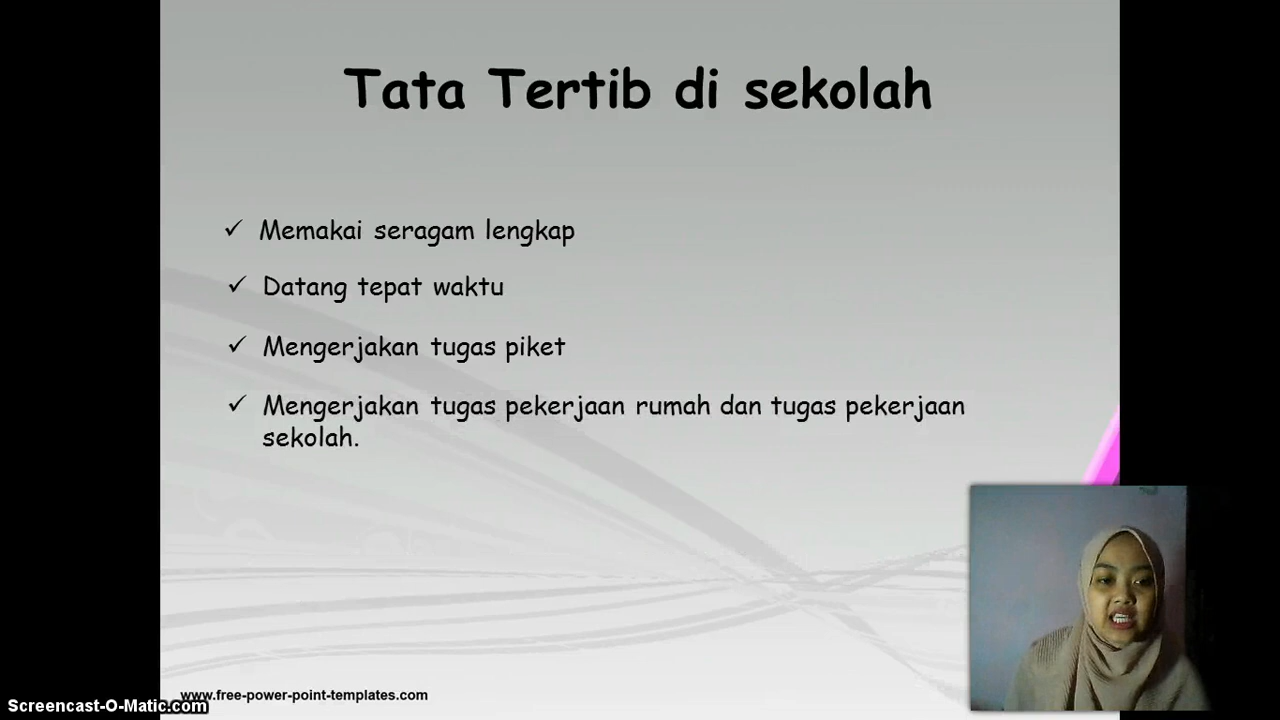 Tata Tertib di sekolah
✓ Memakai seragam lengkap
✓ Datang tepat waktu
✓ Mengerjakan tugas piket
✓ Mengerjakan tugas pekerjaan rumah dan tugas pekerjaan
sekolah.
www.free-power-point-templates.com
Screencast-O-Matic.com